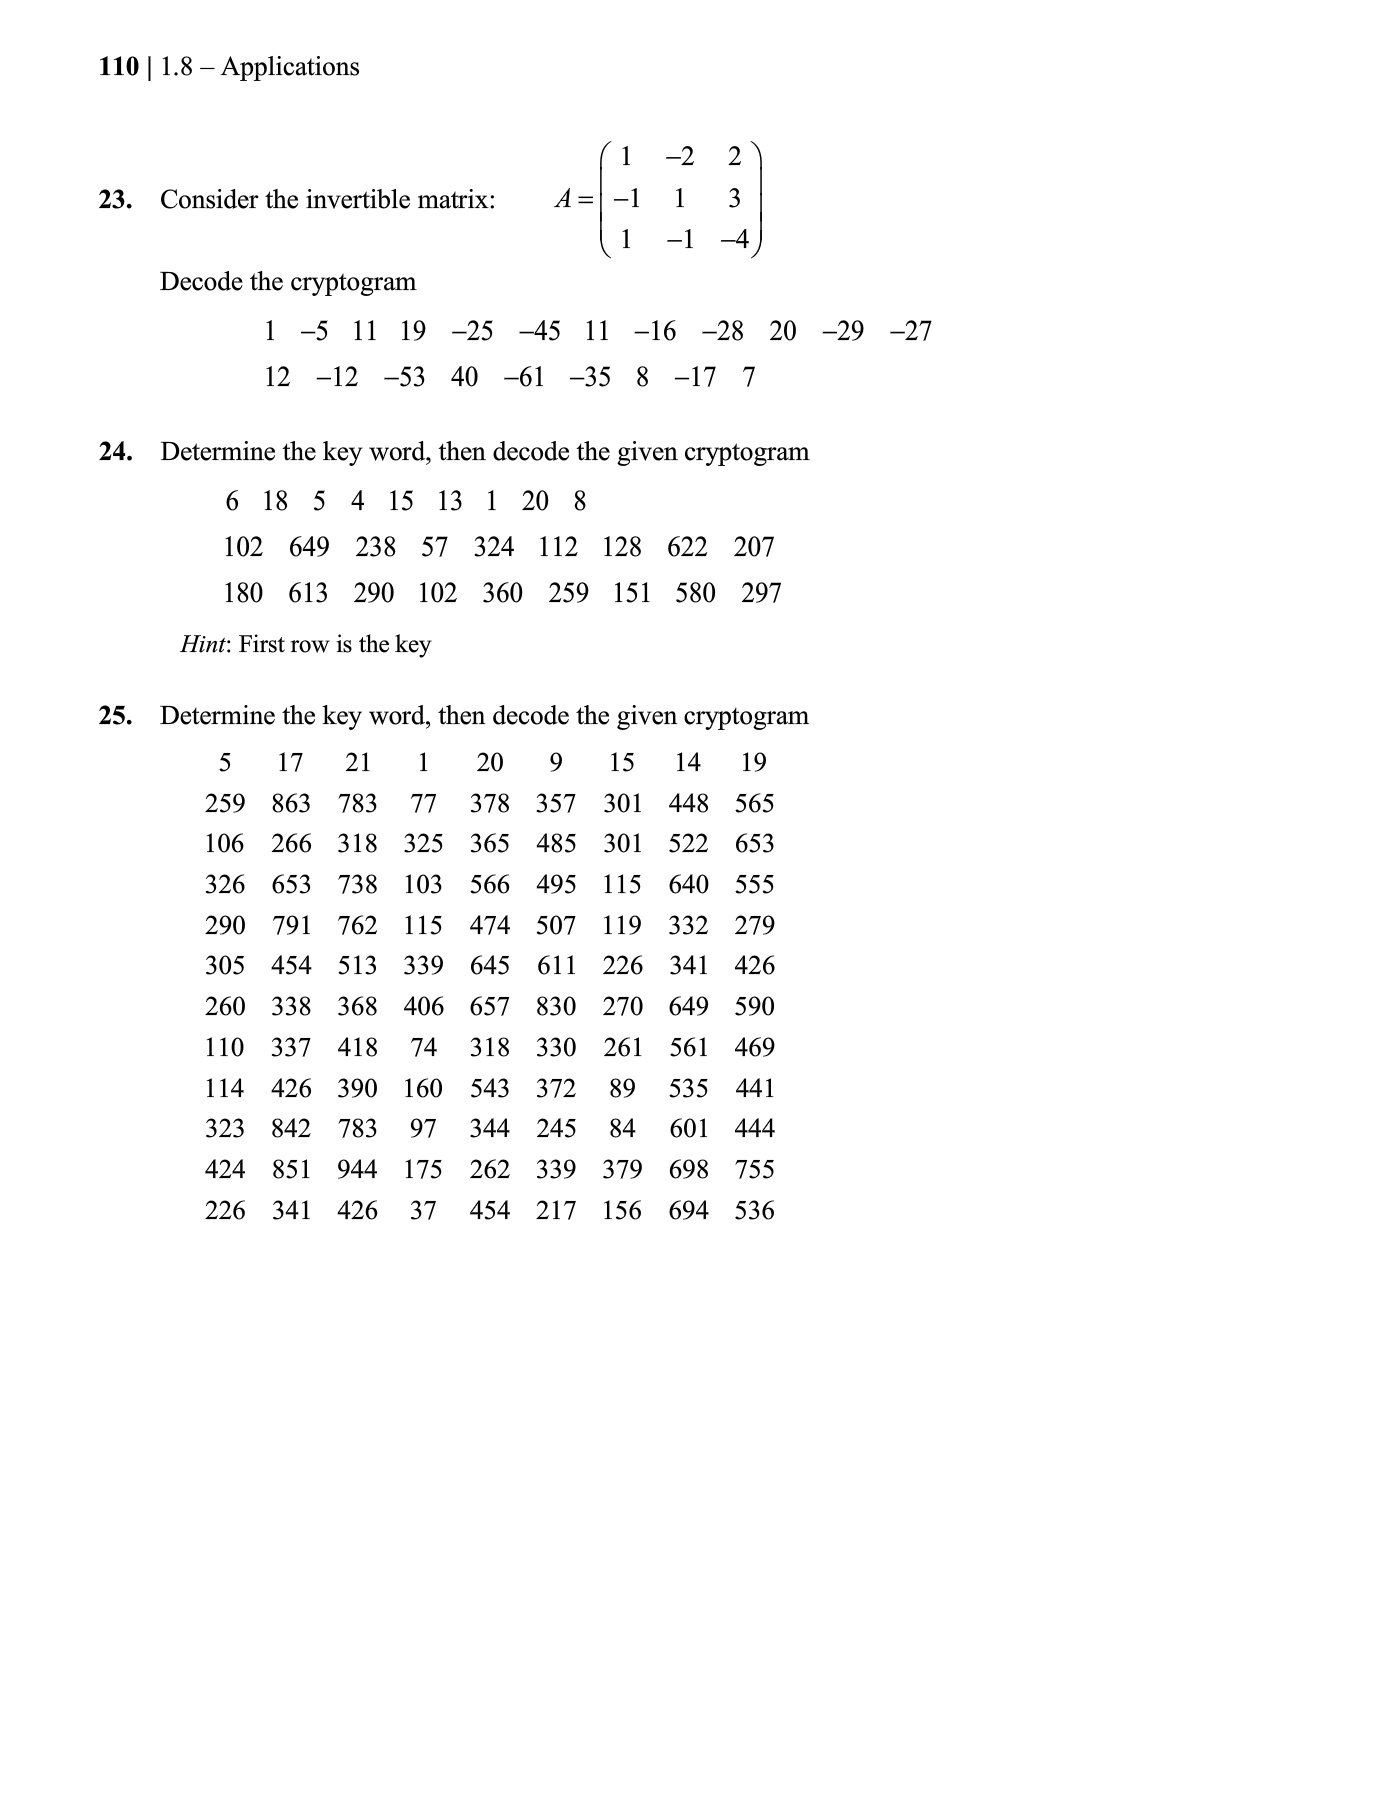 110 | 1.8 – Applications
23. Consider the invertible matrix: A = ( 1 –2 2
–1 1 3
1 –1 –4 )
Decode the cryptogram
1 –5 11 19 –25 –45 11 –16 –28 20 –29 –27
12 –12 –53 40 –61 –35 8 –17 7
24. Determine the key word, then decode the given cryptogram
6 18 5 4 15 13 1 20 8
102 649 238 57 324 112 128 622 207
180 613 290 102 360 259 151 580 297
Hint: First row is the key
25. Determine the key word, then decode the given cryptogram
5 17 21 1 20 9 15 14 19
259 863 783 77 378 357 301 448 565
106 266 318 325 365 485 301 522 653
326 653 738 103 566 495 115 640 555
290 791 762 115 474 507 119 332 279
305 454 513 339 645 611 226 341 426
260 338 368 406 657 830 270 649 590
110 337 418 74 318 330 261 561 469
114 426 390 160 543 372 89 535 441
323 842 783 97 344 245 84 601 444
424 851 944 175 262 339 379 698 755
226 341 426 37 454 217 156 694 536